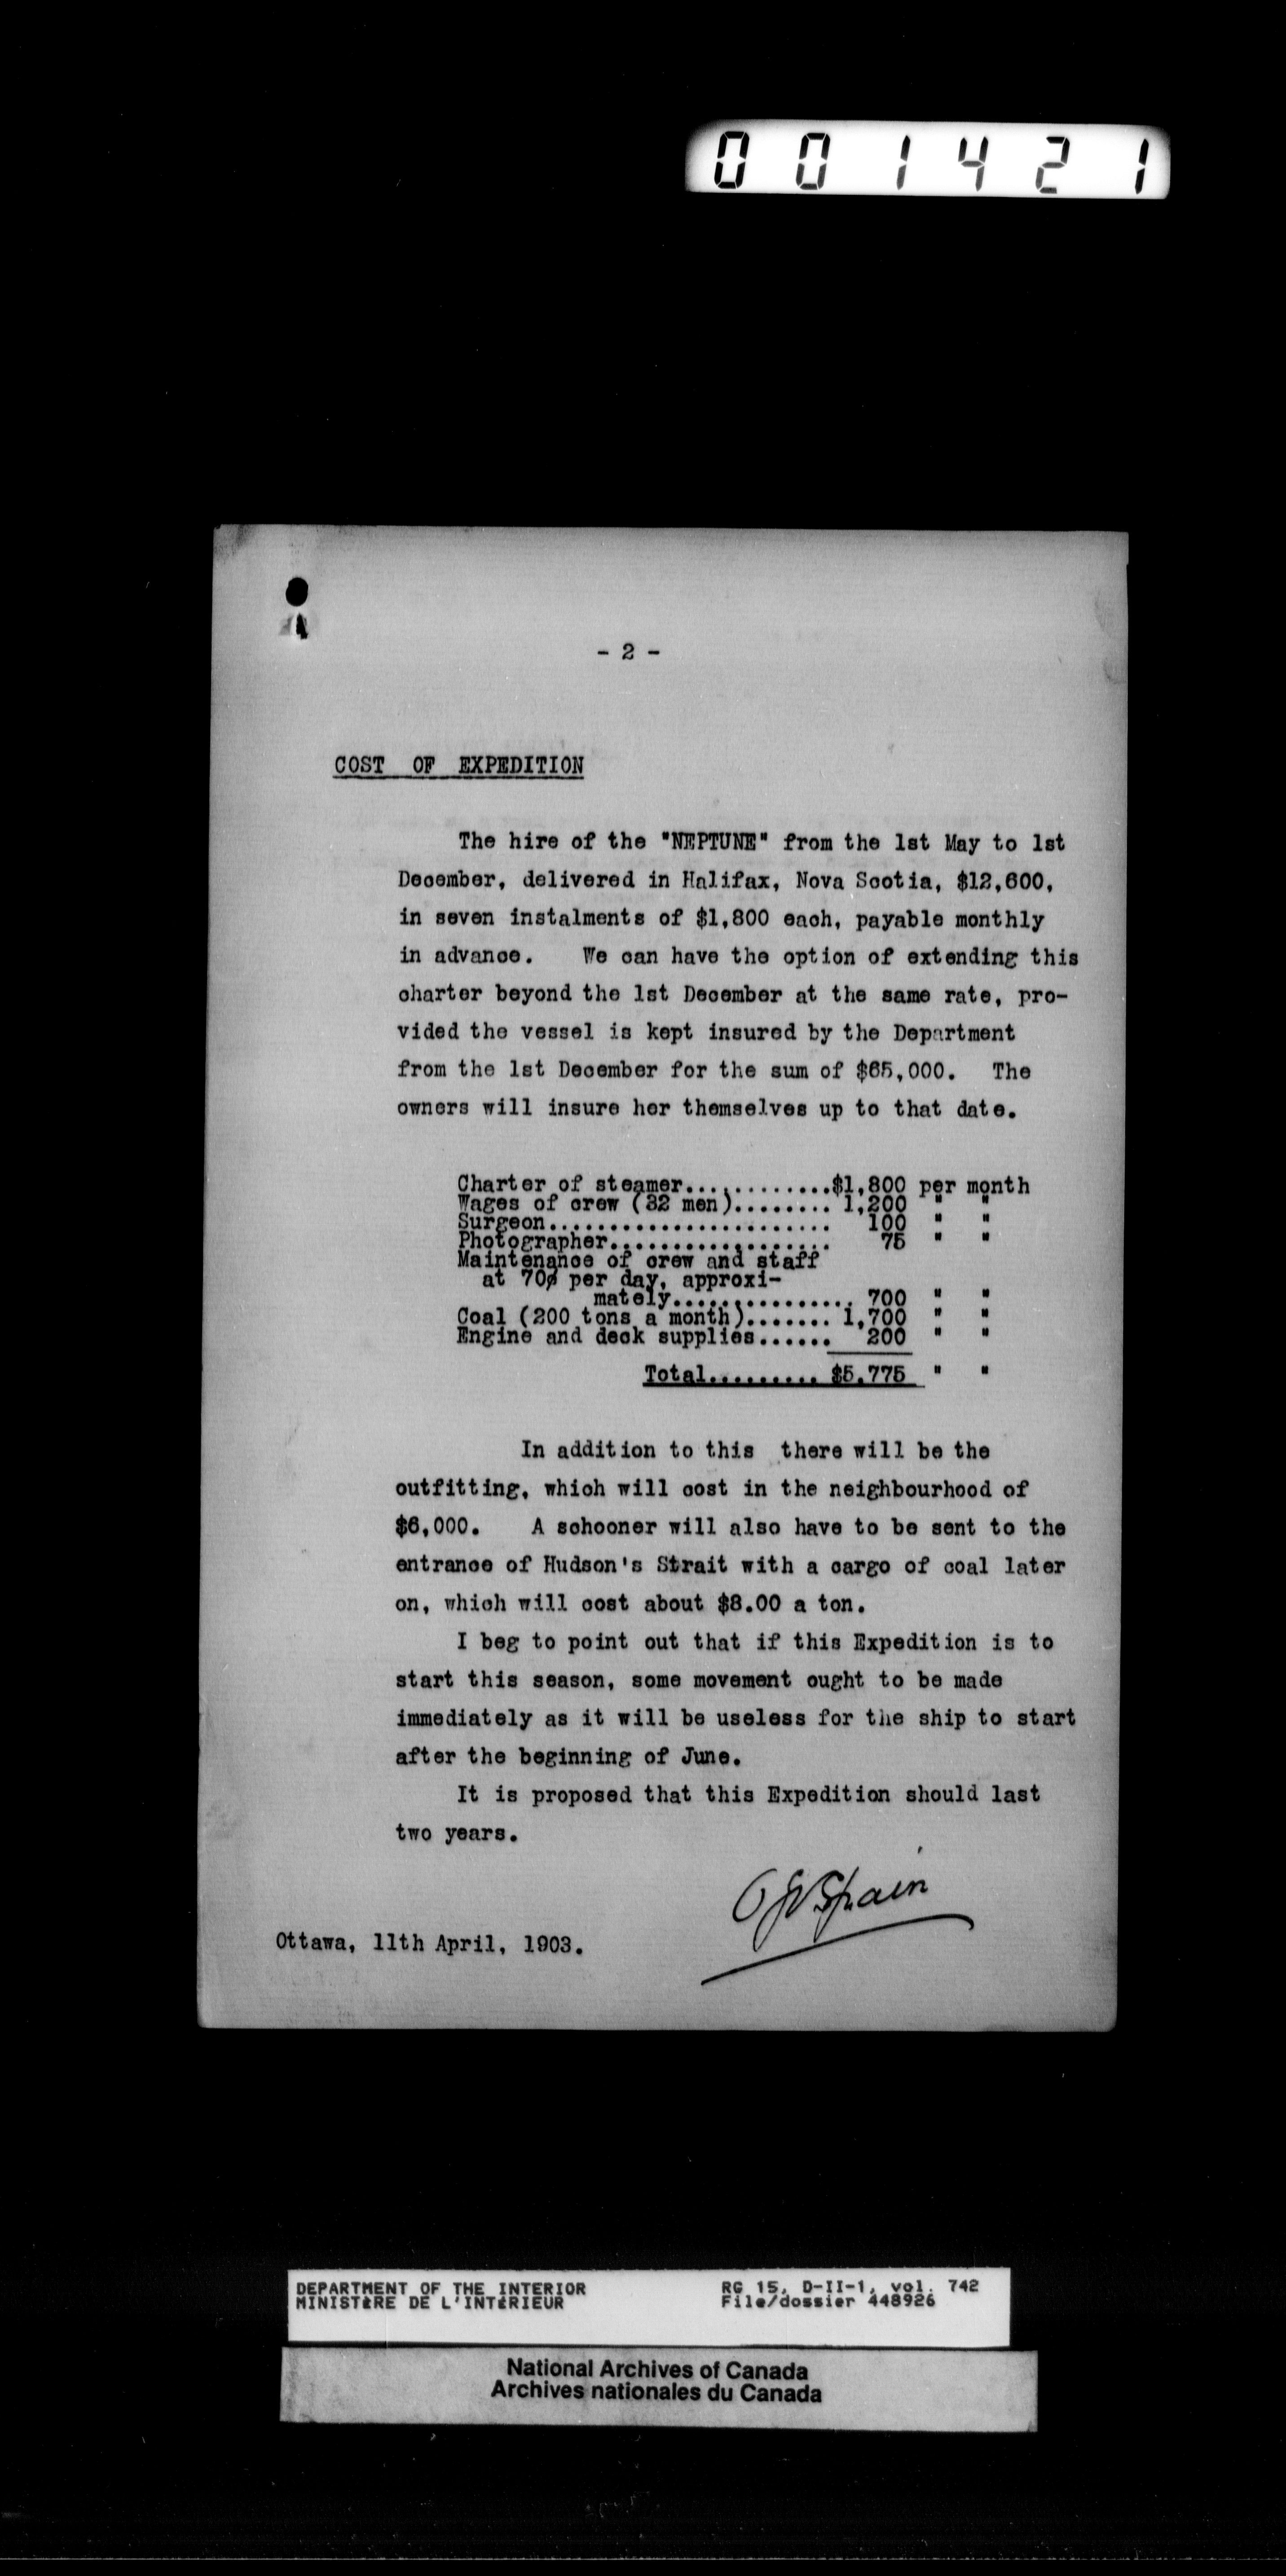 001421
- 2 -
COST OF EXPEDITION
The hire of the "NEPTUNE" from the 1st May to 1st
December, delivered in Halifax, Nova Scotia, $12,600,
in seven instalments of $1,800 each, payable monthly
in advance. We can have the option of extending this
charter beyond the 1st December at the same rate, pro-
vided the vessel is kept insured by the Department
from the 1st December for the sum of $65,000. The
owners will insure her themselves up to that date.
Charter of steamer............$1,800 per month
Wages of crew (32 men)........ 1,200 " "
Surgeon....................... 100 " "
Photographer.................. 75 " "
Maintenance of crew and staff
at 70¢ per day, approxi-
mately............... 700 " "
Coal (200 tons a month)....... 1,700 " "
Engine and deck supplies...... 200 " "
Total......... $5,775 " "
In addition to this there will be the
outfitting, which will cost in the neighbourhood of
$6,000. A schooner will also have to be sent to the
entrance of Hudson's Strait with a cargo of coal later
on, which will cost about $8.00 a ton.
I beg to point out that if this Expedition is to
start this season, some movement ought to be made
immediately as it will be useless for the ship to start
after the beginning of June.
It is proposed that this Expedition should last
two years.
OJVSpain
Ottawa, 11th April, 1903.
DEPARTMENT OF THE INTERIOR RG 15, D-II-1, vol. 742
MINISTÈRE DE L'INTÉRIEUR File/dossier 448926
National Archives of Canada
Archives nationales du Canada